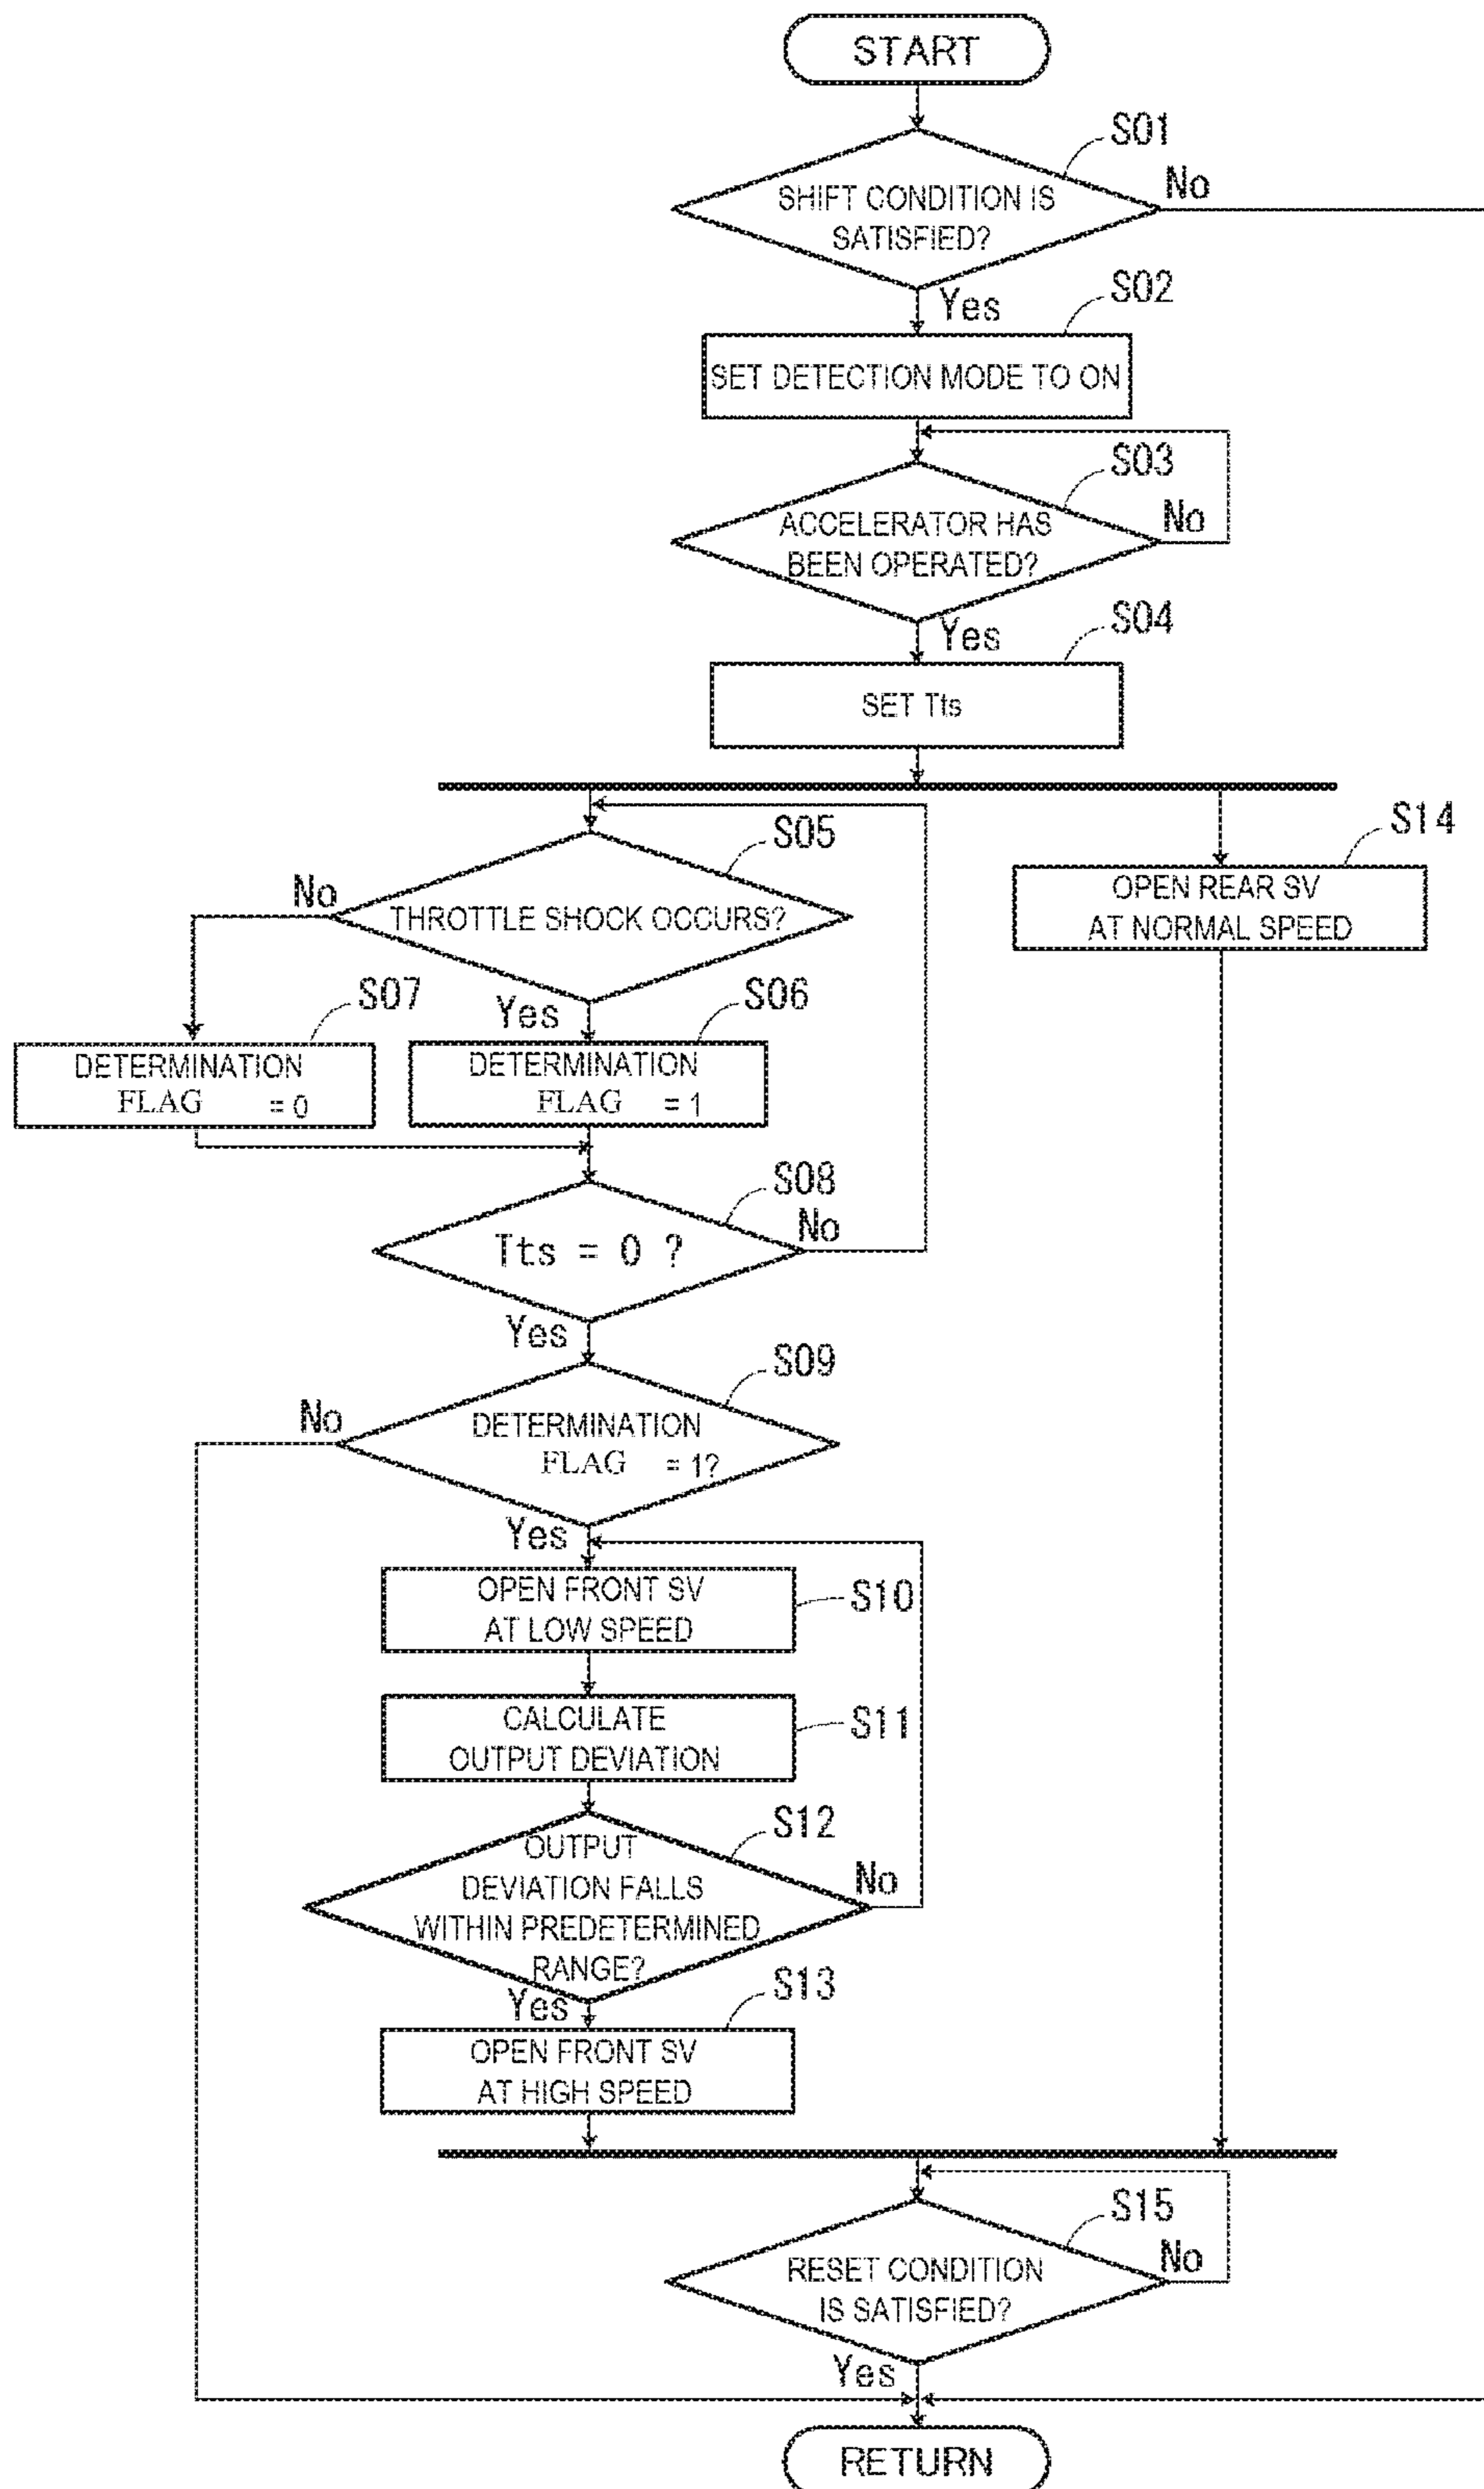 START
S01
SHIFT CONDITION IS
SATISFIED?
No
Yes
S02
SET DETECTION MODE TO ON
S03
ACCELERATOR HAS
BEEN OPERATED?
No
Yes
S04
SET Tts
S05
THROTTLE SHOCK OCCURS?
No
Yes
S14
OPEN REAR SV
AT NORMAL SPEED
S07
DETERMINATION
FLAG = 0
S06
DETERMINATION
FLAG = 1
S08
Tts = 0 ?
No
Yes
S09
DETERMINATION
FLAG = 1?
No
Yes
OPEN FRONT SV
AT LOW SPEED
S10
CALCULATE
OUTPUT DEVIATION
S11
S12
OUTPUT
DEVIATION FALLS
WITHIN PREDETERMINED
RANGE?
No
Yes
S13
OPEN FRONT SV
AT HIGH SPEED
S15
RESET CONDITION
IS SATISFIED?
No
Yes
RETURN